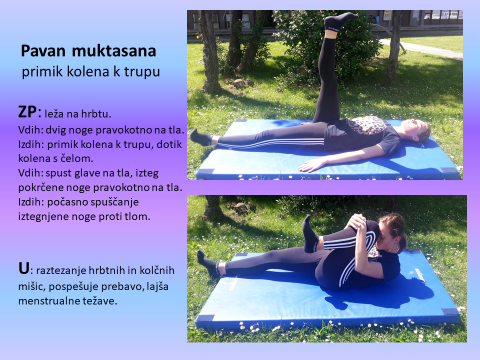 Pavan muktasana
primik kolena k trupu
ZP: leža na hrbtu.
Vdih: dvig noge pravokotno na tla.
Izdih: primik kolena k trupu, dotik
kolena s čelom.
Vdih: spust glave na tla, izteg
pokrčene noge pravokotno na tla.
Izdih: počasno spuščanje
iztegnjene noge proti tlom.
U: raztezanje hrbtnih in kolčnih
mišic, pospešuje prebavo, lajša
menstrualne težave.